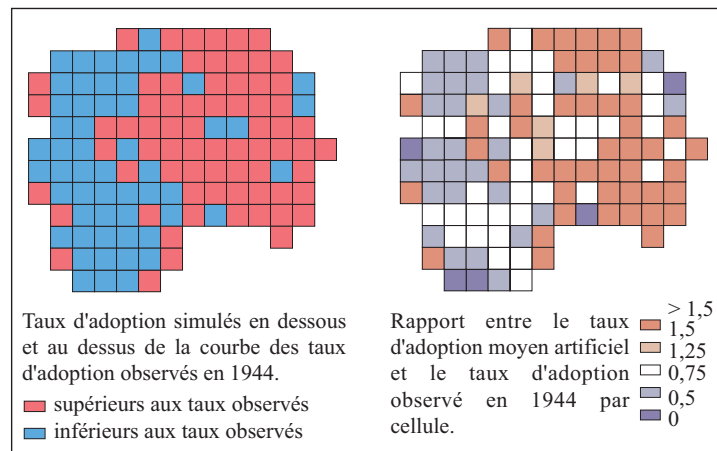 Taux d'adoption simulés en dessous
et au dessus de la courbe des taux
d'adoption observés en 1944.
supérieurs aux taux observés
inférieurs aux taux observés
Rapport entre le taux
d'adoption moyen artificiel
et le taux d'adoption
observé en 1944 par
cellule.
> 1,5
1,5
1,25
0,75
0,5
0